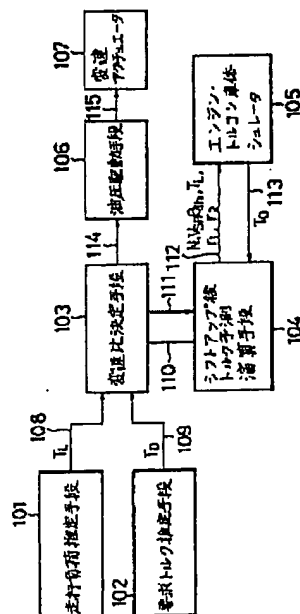 101
走行負荷推定手段
TL
108
102
要求トルク推定手段
TD
109
103
変速比決定手段
110
111
104
シフトアップ後
トルク予測
演算手段
112
105
エンジン・
トルコン車体
シュレータ
TO
113
114
106
油圧駆動手段
115
107
変速
アクチュエータ